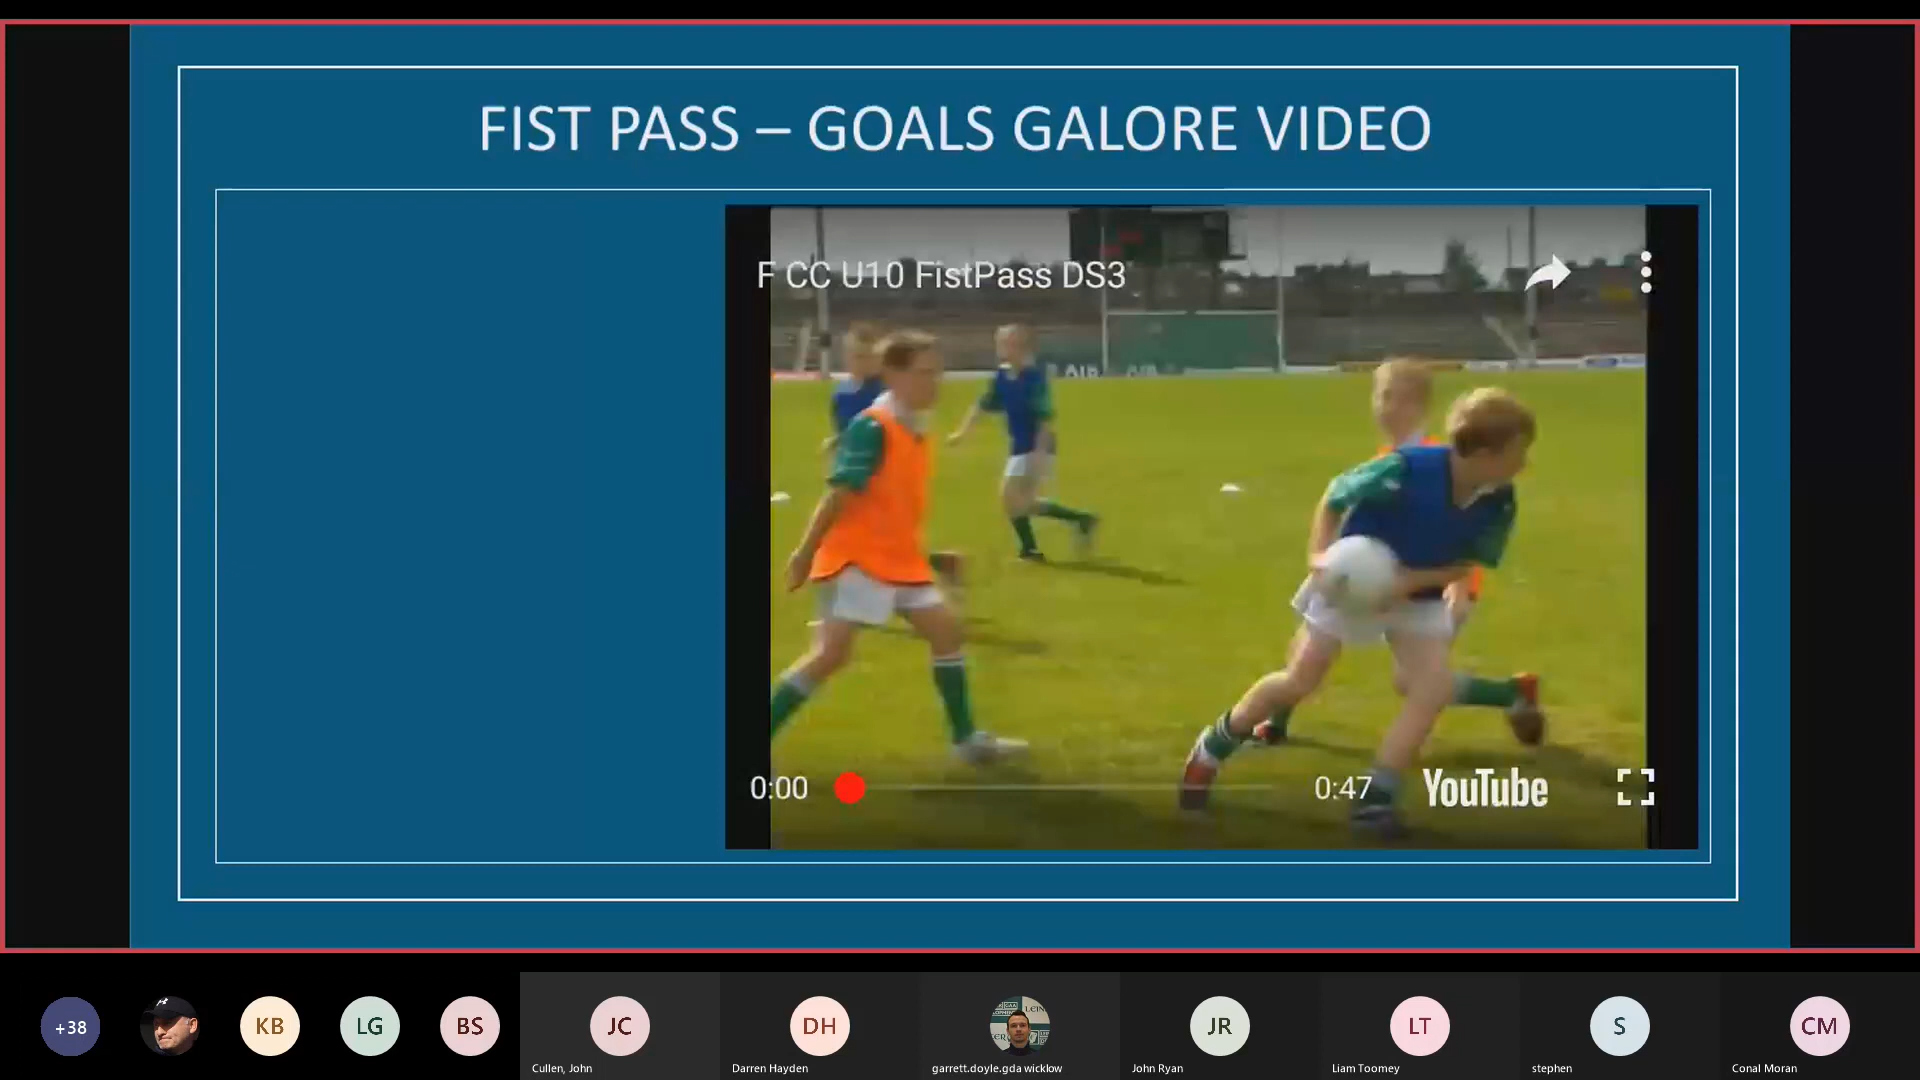 FIST PASS – GOALS GALORE VIDEO
F CC U10 FistPass DS3
AIR
0:00
0:47
YouTube
+38
KB
LG
BS
JC
DH
JR
LT
S
CM
Cullen, John
Darren Hayden
garrett.doyle.gda wicklow
John Ryan
Liam Toomey
stephen
Conal Moran